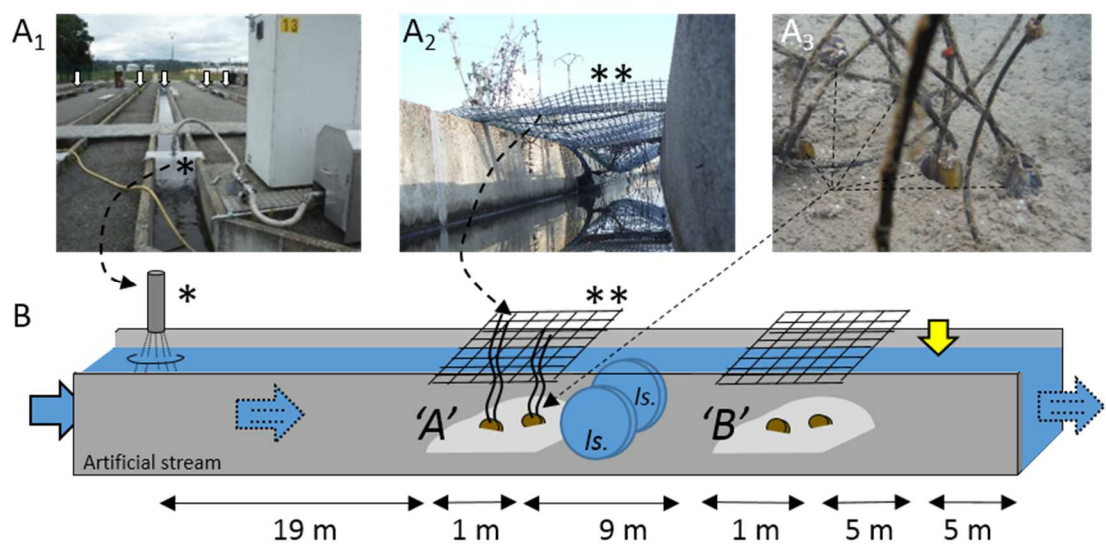 A1
13
*
A2
**
A3
B
*
**
'A'
ls.
ls.
'B'
Artificial stream
19 m
1 m
9 m
1 m
5 m
5 m